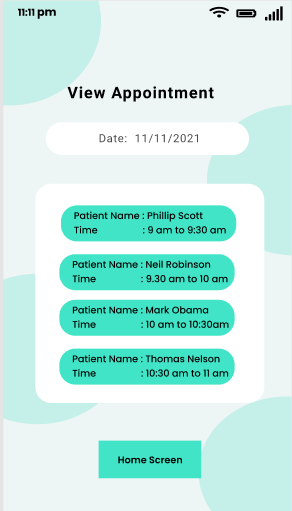 11:11 pm
View Appointment
Date: 11/11/2021
Patient Name : Phillip Scott
Time : 9 am to 9:30 am
Patient Name : Neil Robinson
Time : 9.30 am to 10 am
Patient Name : Mark Obama
Time : 10 am to 10:30am
Patient Name : Thomas Nelson
Time : 10:30 am to 11 am
Home Screen